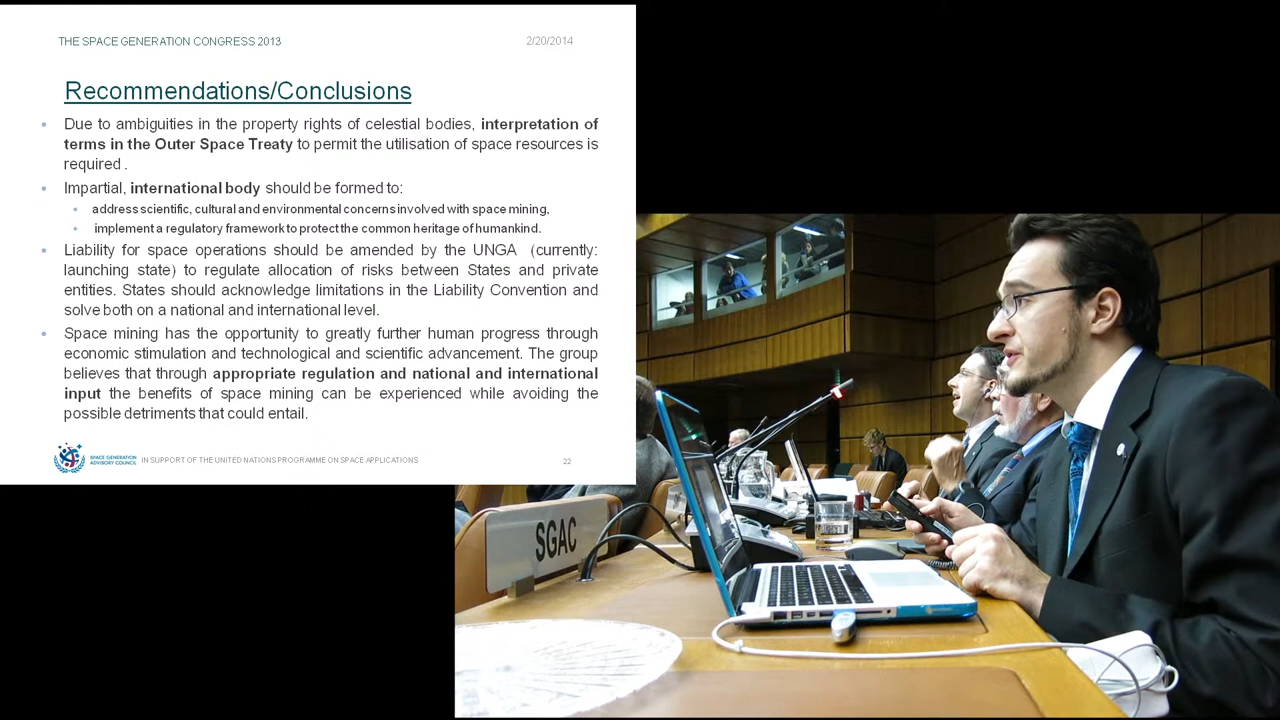 THE SPACE GENERATION CONGRESS 2013
2/20/2014
Recommendations/Conclusions
• Due to ambiguities in the property rights of celestial bodies, interpretation of
terms in the Outer Space Treaty to permit the utilisation of space resources is
required .
• Impartial, international body should be formed to:
• address scientific, cultural and environmental concerns involved with space mining,
• implement a regulatory framework to protect the common heritage of humankind.
• Liability for space operations should be amended by the UNGA (currently:
launching state) to regulate allocation of risks between States and private
entities. States should acknowledge limitations in the Liability Convention and
solve both on a national and international level.
• Space mining has the opportunity to greatly further human progress through
economic stimulation and technological and scientific advancement. The group
believes that through appropriate regulation and national and international
input the benefits of space mining can be experienced while avoiding the
possible detriments that could entail.
SPACE GENERATION
ADVISORY COUNCIL
IN SUPPORT OF THE UNITED NATIONS PROGRAMME ON SPACE APPLICATIONS
22
SGAC